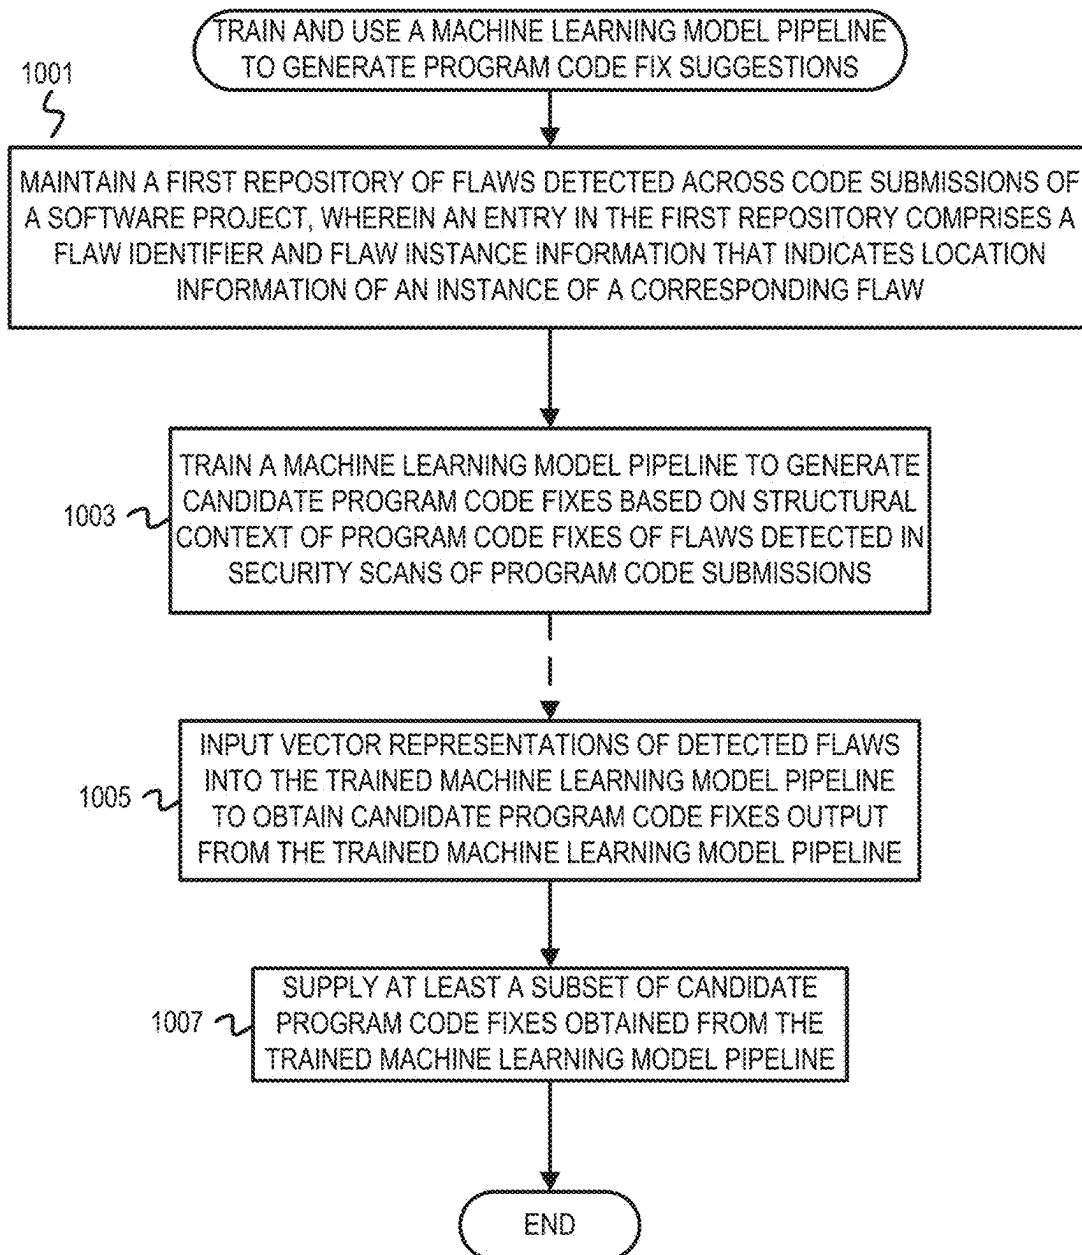 TRAIN AND USE A MACHINE LEARNING MODEL PIPELINE
TO GENERATE PROGRAM CODE FIX SUGGESTIONS
1001
MAINTAIN A FIRST REPOSITORY OF FLAWS DETECTED ACROSS CODE SUBMISSIONS OF
A SOFTWARE PROJECT, WHEREIN AN ENTRY IN THE FIRST REPOSITORY COMPRISES A
FLAW IDENTIFIER AND FLAW INSTANCE INFORMATION THAT INDICATES LOCATION
INFORMATION OF AN INSTANCE OF A CORRESPONDING FLAW
1003
TRAIN A MACHINE LEARNING MODEL PIPELINE TO GENERATE
CANDIDATE PROGRAM CODE FIXES BASED ON STRUCTURAL
CONTEXT OF PROGRAM CODE FIXES OF FLAWS DETECTED IN
SECURITY SCANS OF PROGRAM CODE SUBMISSIONS
1005
INPUT VECTOR REPRESENTATIONS OF DETECTED FLAWS
INTO THE TRAINED MACHINE LEARNING MODEL PIPELINE
TO OBTAIN CANDIDATE PROGRAM CODE FIXES OUTPUT
FROM THE TRAINED MACHINE LEARNING MODEL PIPELINE
1007
SUPPLY AT LEAST A SUBSET OF CANDIDATE
PROGRAM CODE FIXES OBTAINED FROM THE
TRAINED MACHINE LEARNING MODEL PIPELINE
END